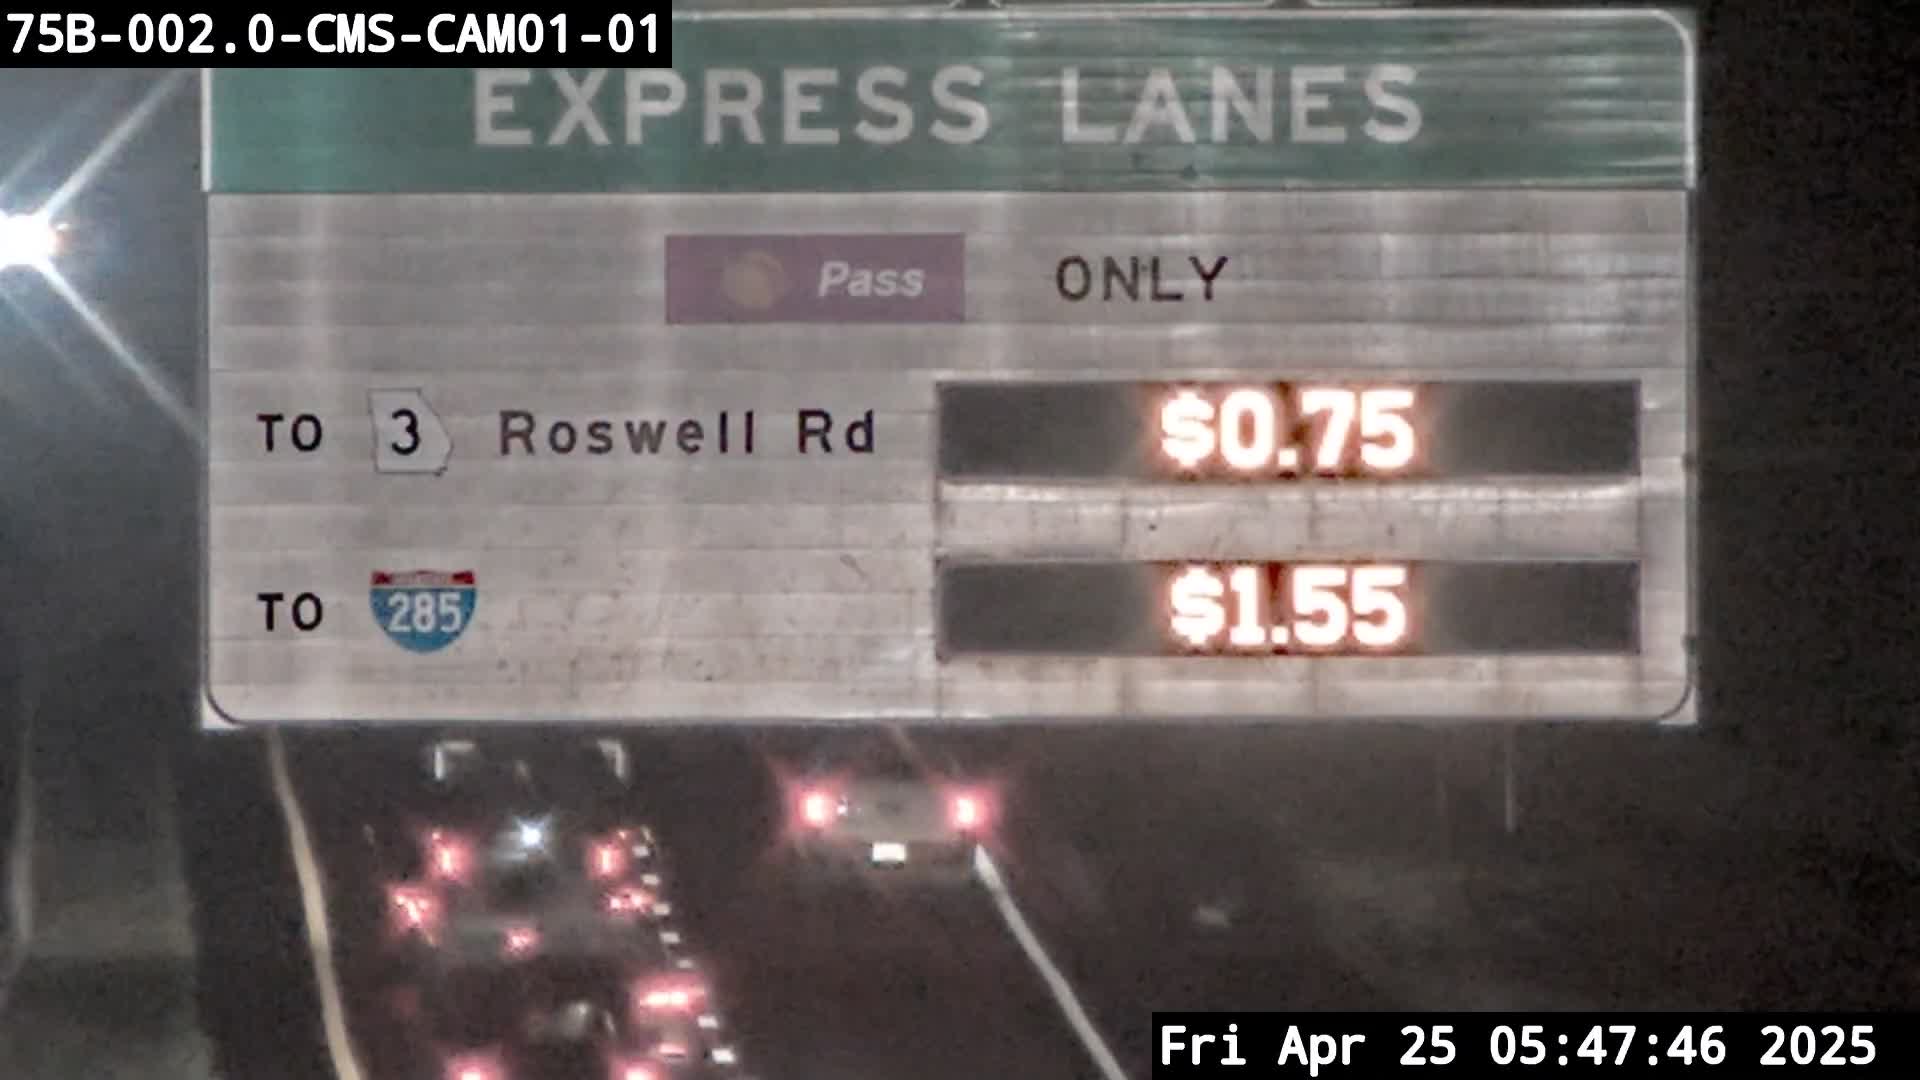 75B-002.0-CMS-CAM01-01
EXPRESS LANES
Pass ONLY
TO 3 Roswell Rd $0.75
TO 285 $1.55
Fri Apr 25 05:47:46 2025